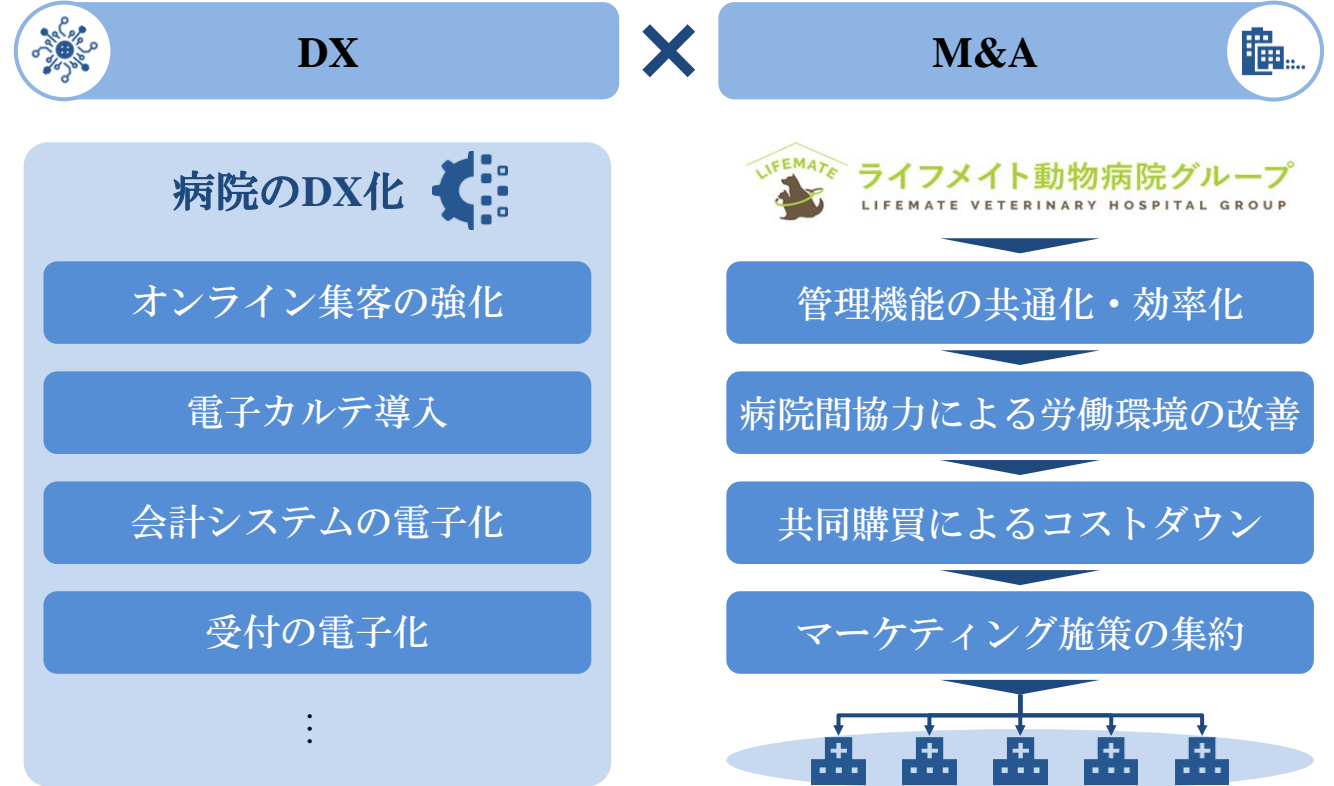 DX
M&A
病院のDX化
オンライン集客の強化
電子カルテ導入
会計システムの電子化
受付の電子化
⋮
LIFEMATE
ライフメイト動物病院グループ
LIFEMATE VETERINARY HOSPITAL GROUP
管理機能の共通化・効率化
病院間協力による労働環境の改善
共同購買によるコストダウン
マーケティング施策の集約